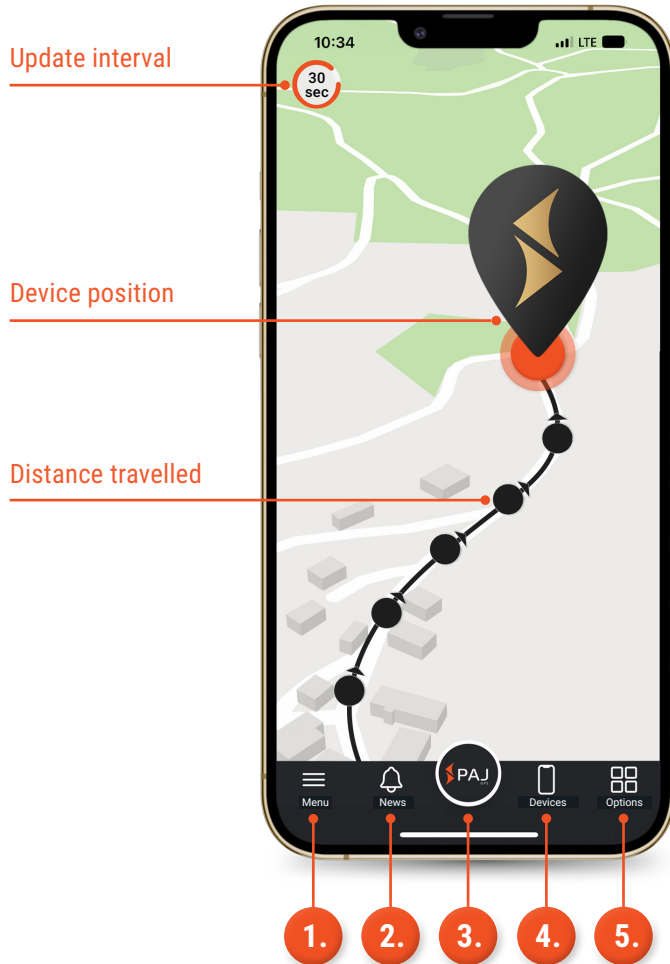 10:34
LTE
Update interval
30
sec
Device position
Distance travelled
PAJ
GPS
Menu
News
Devices
Options
1.
2.
3.
4.
5.